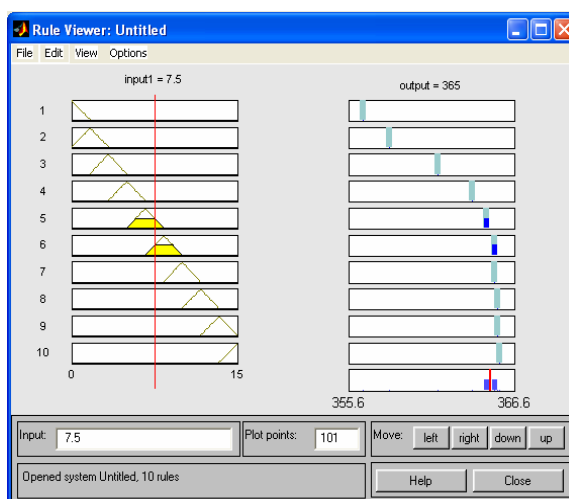 Rule Viewer: Untitled
File Edit View Options
input1 = 7.5
output = 365
1
2
3
4
5
6
7
8
9
10
0 15
355.6 366.6
Input: 7.5 Plot points: 101 Move: left right down up
Opened system Untitled, 10 rules Help Close